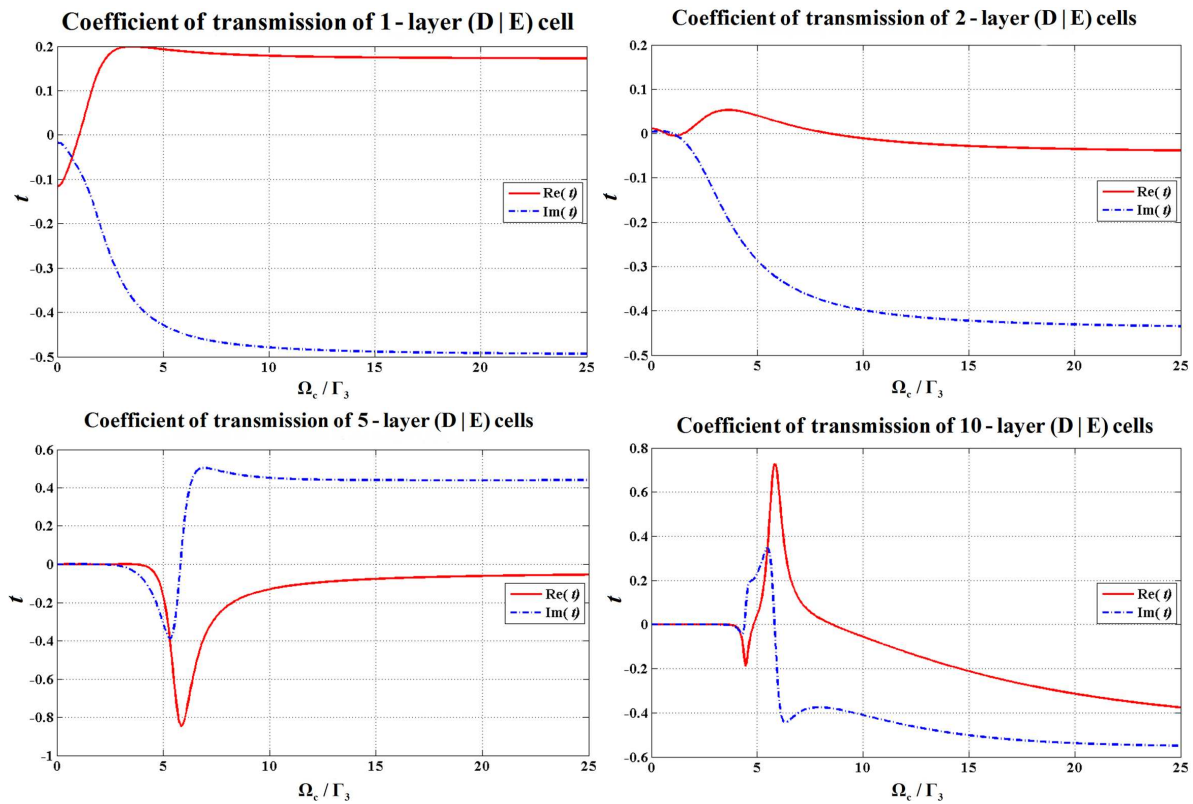 Coefficient of transmission of 1 - layer (D | E) cell
0.2
0.1
0
-0.1
-0.2
-0.3
-0.4
-0.5
t
Re(t)
Im(t)
0 5 10 15 20 25
Ωc / Γ3
Coefficient of transmission of 2 - layer (D | E) cells
0.2
0.1
0
-0.1
-0.2
-0.3
-0.4
-0.5
t
Re(t)
Im(t)
0 5 10 15 20 25
Ωc / Γ3
Coefficient of transmission of 5 - layer (D | E) cells
0.6
0.4
0.2
0
-0.2
-0.4
-0.6
-0.8
-1
t
Re(t)
Im(t)
0 5 10 15 20 25
Ωc / Γ3
Coefficient of transmission of 10 - layer (D | E) cells
0.8
0.6
0.4
0.2
0
-0.2
-0.4
-0.6
t
Re(t)
Im(t)
0 5 10 15 20 25
Ωc / Γ3